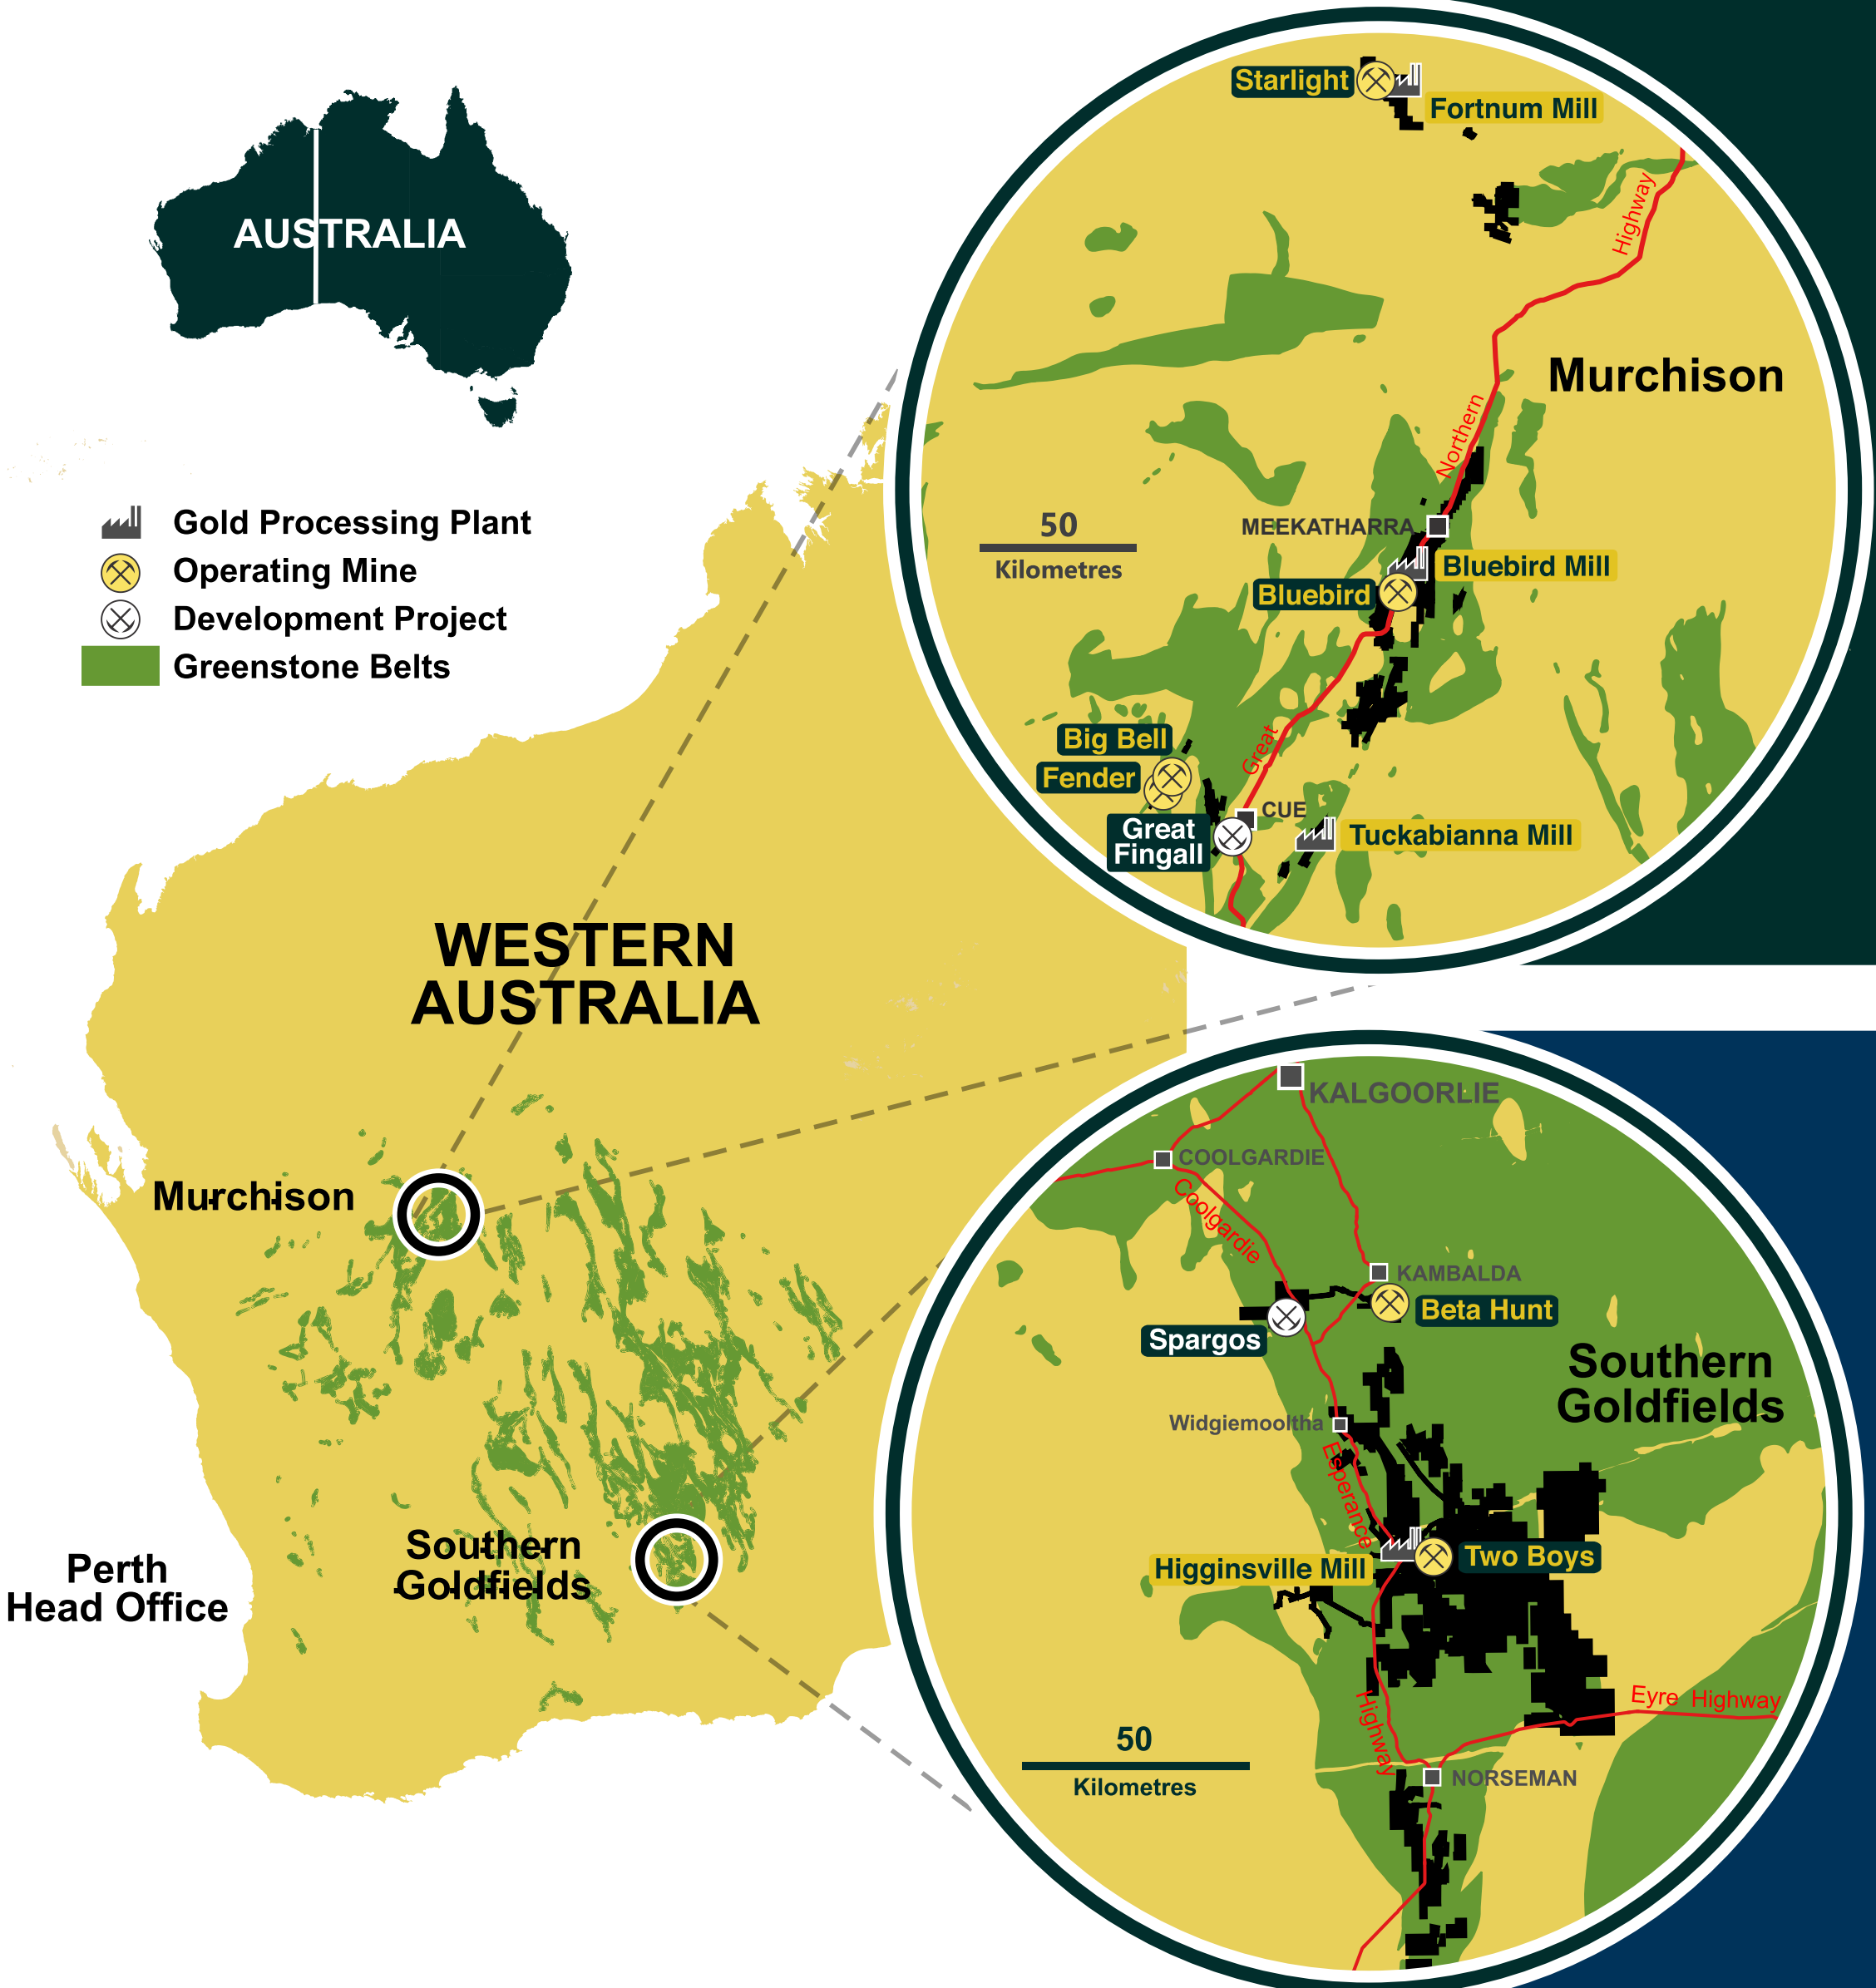 AUSTRALIA
Gold Processing Plant
Operating Mine
Development Project
Greenstone Belts
WESTERN
AUSTRALIA
Murchison
Southern
Goldfields
Perth
Head Office
Starlight
Fortnum Mill
Highway
Murchison
Northern
50
Kilometres
MEEKATHARRA
Bluebird Mill
Bluebird
Big Bell
Fender
Great
CUE
Great
Fingall
Tuckabianna Mill
KALGOORLIE
COOLGARDIE
Coolgardie
KAMBALDA
Beta Hunt
Spargos
Southern
Goldfields
Widgiemooltha
Esperance
Higginsville Mill
Two Boys
Highway
Eyre Highway
50
Kilometres
NORSEMAN